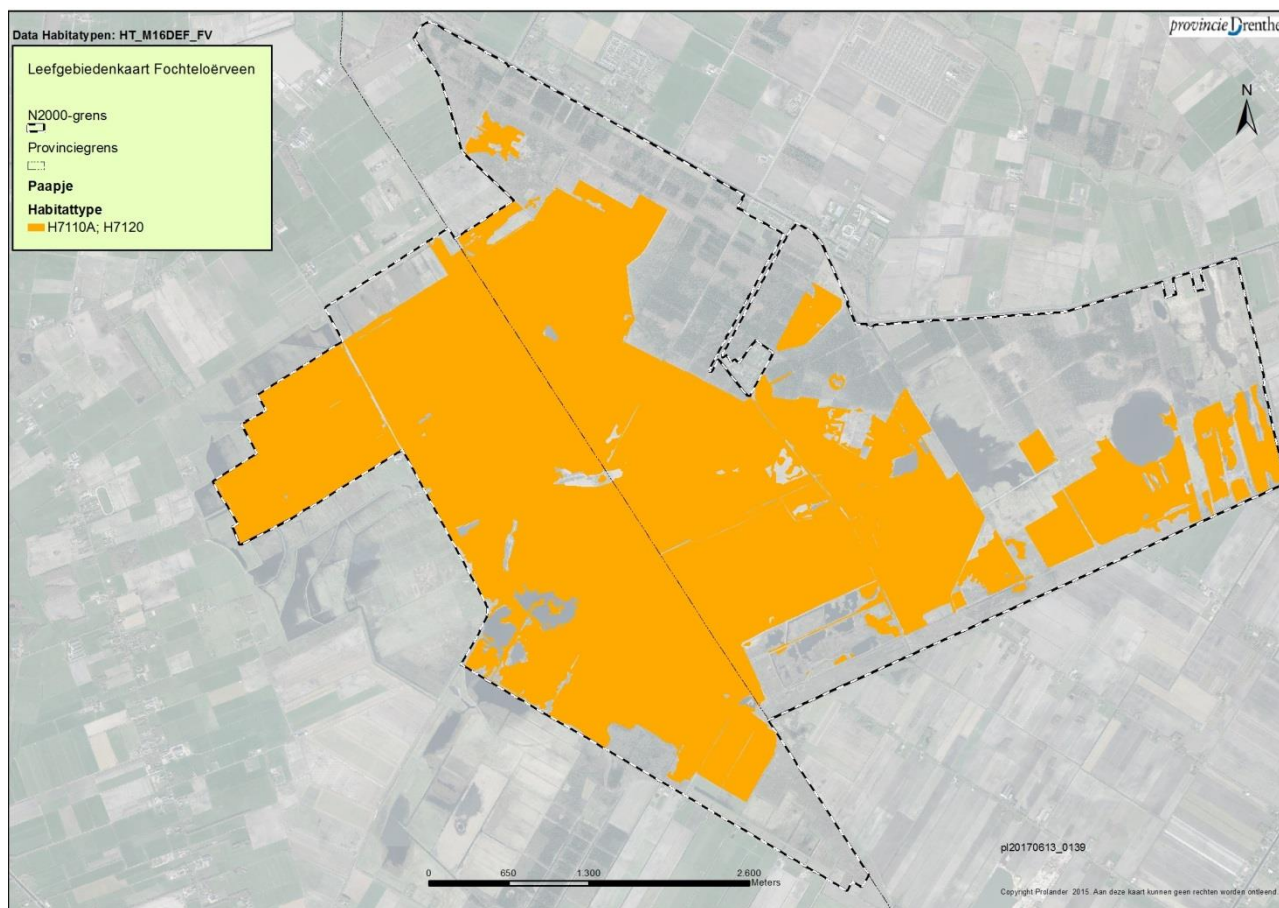 Data Habitatypen: HT_M16DEF_FV
provincie Drenthe
Leefgebiedenkaart Fochteloërveen
N2000-grens
Provinciegrens
Paapje
Habitattype
H7110A; H7120
N
pl20170613_0139
0 650 1.300 2.600
Meters
Copyright Prolander 2015. Aan deze kaart kunnen geen rechten worden ontleend.